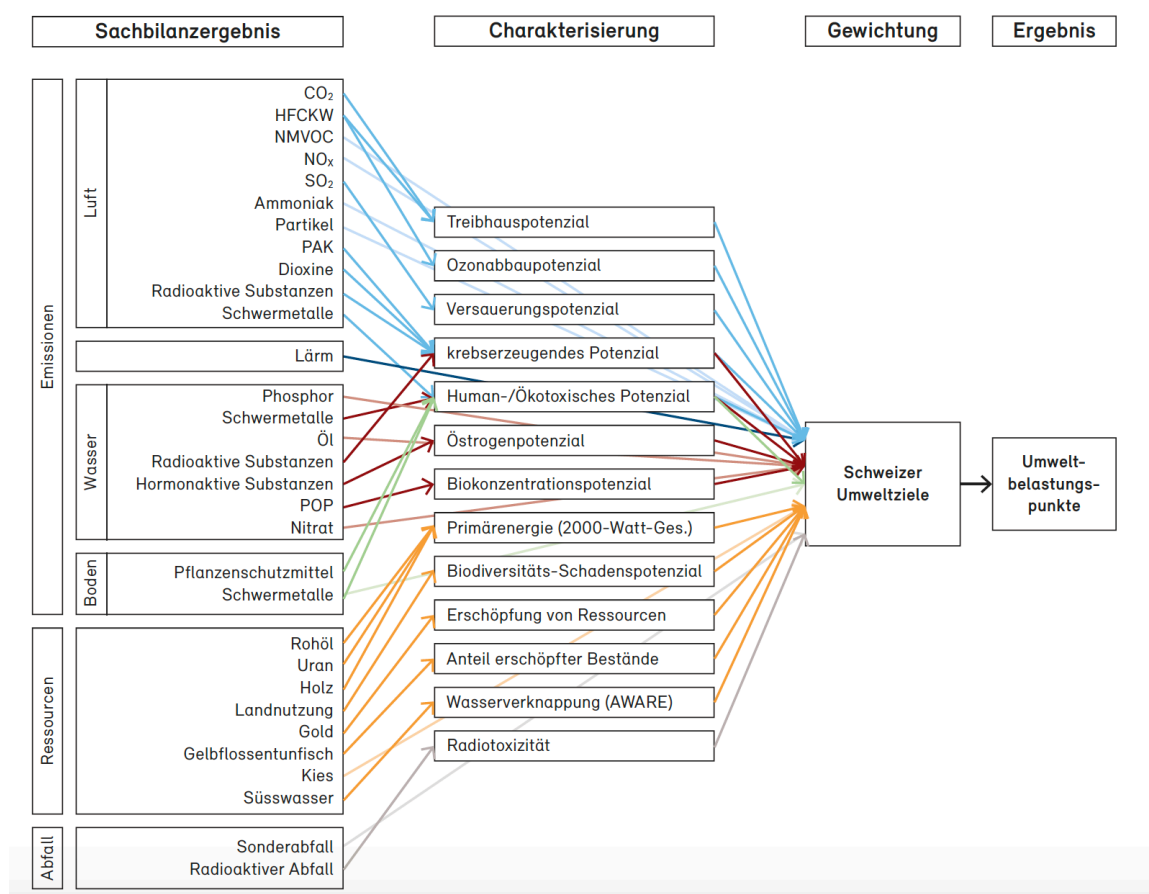 Sachbilanzergebnis
Charakterisierung
Gewichtung
Ergebnis
Emissionen
Luft
CO₂
HFCKW
NMVOC
NOₓ
SO₂
Ammoniak
Partikel
PAK
Dioxine
Radioaktive Substanzen
Schwermetalle
Lärm
Wasser
Phosphor
Schwermetalle
Öl
Radioaktive Substanzen
Hormonaktive Substanzen
POP
Nitrat
Boden
Pflanzenschutzmittel
Schwermetalle
Ressourcen
Rohöl
Uran
Holz
Landnutzung
Gold
Gelbflossentunfisch
Kies
Süsswasser
Abfall
Sonderabfall
Radioaktiver Abfall
Treibhauspotenzial
Ozonabbaupotenzial
Versauerungspotenzial
krebserzeugendes Potenzial
Human-/Ökotoxisches Potenzial
Östrogenpotenzial
Biokonzentrationspotenzial
Primärenergie (2000-Watt-Ges.)
Biodiversitäts-Schadenspotenzial
Erschöpfung von Ressourcen
Anteil erschöpfter Bestände
Wasserverknappung (AWARE)
Radiotoxizität
Schweizer
Umweltziele
Umwelt-
belastungs-
punkte